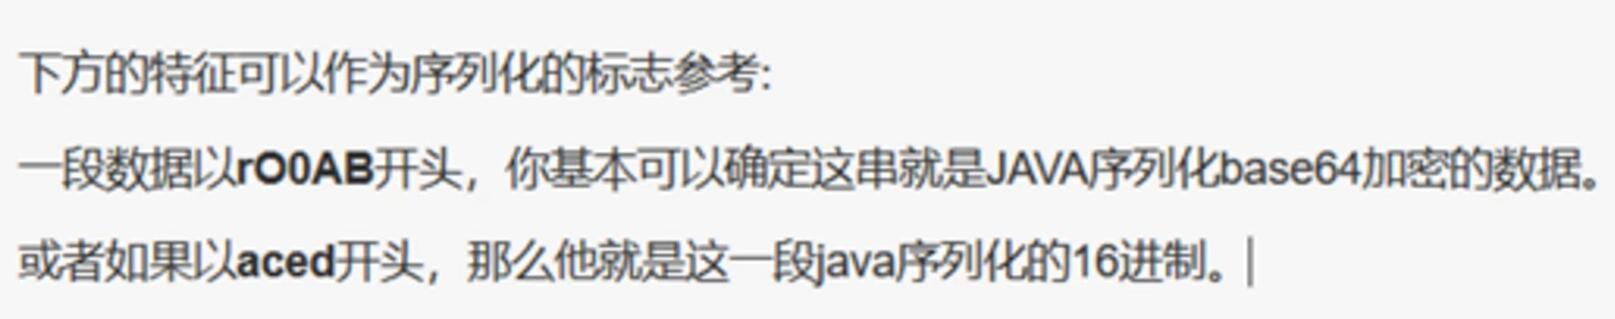 下方的特征可以作为序列化的标志参考:
一段数据以rO0AB开头，你基本可以确定这串就是JAVA序列化base64加密的数据。
或者如果以aced开头，那么他就是这一段java序列化的16进制。